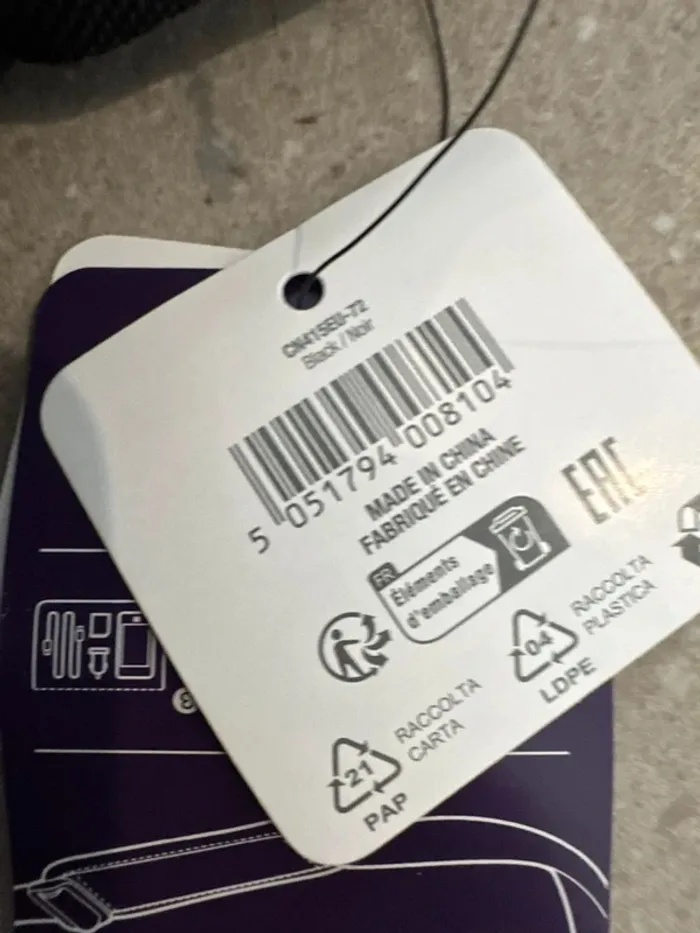 CN415EU-72
Black / Noir
5 051794 008104
MADE IN CHINA
FABRIQUÉ EN CHINE
EAC
FR
Éléments
d'emballage
04
LDPE
RACCOLTA
PLASTICA
21
PAP
RACCOLTA
CARTA